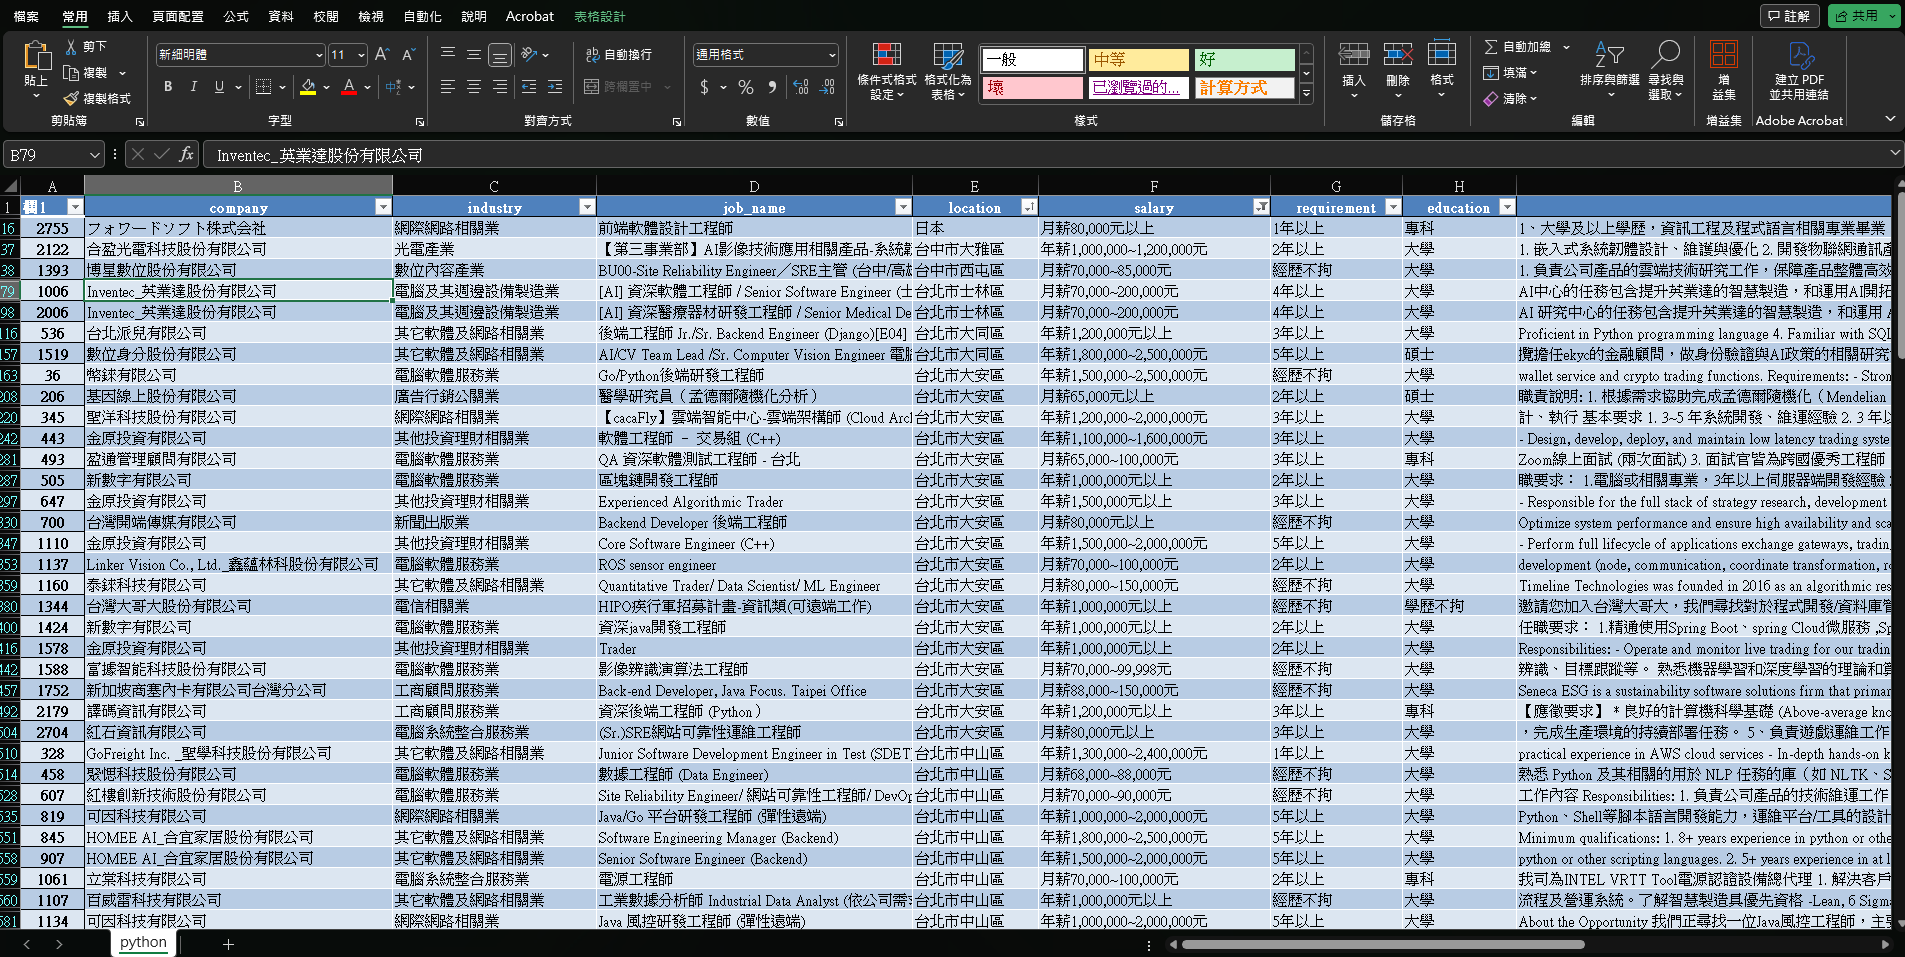 檔案 常用 插入 頁面配置 公式 資料 校閱 檢視 自動化 說明 Acrobat 表格設計 註解 共用
貼上 剪下 複製 複製格式 剪貼簿
新細明體 11 A A B I U A 中 字型
ab 自動換行 跨欄置中 對齊方式
通用格式 $ % 數值
條件式格式設定 格式化為表格 一般 中等 好 壞 已瀏覽過的... 計算方式 樣式
插入 刪除 格式 儲存格
自動加總 填滿 清除 排序與篩選 尋找與選取 編輯
增益集 增益集
建立 PDF 並共用連結 Adobe Acrobat
B79 fx Inventec_英業達股份有限公司
A B C D E F G H
1 欄1 company industry job_name location salary requirement education
16 2755 フォワードソフト株式会社 網際網路相關業 前端軟體設計工程師 日本 月薪80,000元以上 1年以上 專科 1、大學及以上學歷，資訊工程及程式語言相關專業畢業
37 2122 合盈光電科技股份有限公司 光電產業 【第三事業部】AI影像技術應用相關產品-系統韌 台中市大雅區 年薪1,000,000~1,200,000元 2年以上 大學 1. 嵌入式系統韌體設計、維護與優化 2. 開發物聯網通訊產
38 1393 博星數位股份有限公司 數位內容產業 BU00-Site Reliability Engineer／SRE主管 (台中/高雄 台中市西屯區 月薪70,000~85,000元 經歷不拘 大學 1. 負責公司產品的雲端技術研究工作，保障產品整體高效
79 1006 Inventec_英業達股份有限公司 電腦及其週邊設備製造業 [AI] 資深軟體工程師 / Senior Software Engineer (士 台北市士林區 月薪70,000~200,000元 4年以上 大學 AI中心的任務包含提升英業達的智慧製造，和運用AI開拓
98 2006 Inventec_英業達股份有限公司 電腦及其週邊設備製造業 [AI] 資深醫療器材研發工程師 / Senior Medical De 台北市士林區 月薪70,000~200,000元 4年以上 大學 AI 研究中心的任務包含提升英業達的智慧製造，和運用 A
116 536 台北派兒有限公司 其它軟體及網路相關業 後端工程師 Jr./Sr. Backend Engineer (Django)[E04] 台北市大同區 年薪1,200,000元以上 3年以上 大學 Proficient in Python programming language 4. Familiar with SQL
157 1519 數位身分股份有限公司 其它軟體及網路相關業 AI/CV Team Lead /Sr. Computer Vision Engineer 電腦 台北市大同區 年薪1,800,000~2,500,000元 5年以上 碩士 攬擔任ekyc的金融顧問，做身份驗證與AI政策的相關研究
163 36 幣錸有限公司 電腦軟體服務業 Go/Python後端研發工程師 台北市大安區 年薪1,500,000~2,500,000元 經歷不拘 大學 wallet service and crypto trading functions. Requirements: - Stron
208 206 基因線上股份有限公司 廣告行銷公關業 醫學研究員（孟德爾隨機化分析） 台北市大安區 月薪65,000元以上 2年以上 碩士 職責說明: 1. 根據需求協助完成孟德爾隨機化（Mendelian
220 345 聖洋科技股份有限公司 網際網路相關業 【cacaFly】雲端智能中心-雲端架構師 (Cloud Arcl 台北市大安區 年薪1,200,000~2,000,000元 3年以上 大學 計、執行 基本要求 1. 3~5 年系統開發、維運經驗 2. 3 年以
242 443 金原投資有限公司 其他投資理財相關業 軟體工程師 – 交易組 (C++) 台北市大安區 年薪1,100,000~1,600,000元 3年以上 大學 - Design, develop, deploy, and maintain low latency trading syste
281 493 盈通管理顧問有限公司 電腦軟體服務業 QA 資深軟體測試工程師 - 台北 台北市大安區 月薪65,000~100,000元 3年以上 專科 Zoom線上面試 (兩次面試) 3. 面試官皆為跨國優秀工程師
287 505 新數字有限公司 電腦軟體服務業 區塊鏈開發工程師 台北市大安區 年薪1,000,000元以上 2年以上 大學 職要求： 1.電腦或相關專業，3年以上伺服器端開發經驗
297 647 金原投資有限公司 其他投資理財相關業 Experienced Algorithmic Trader 台北市大安區 年薪1,500,000元以上 3年以上 大學 - Responsible for the full stack of strategy research, development
330 700 台灣開端傳媒有限公司 新聞出版業 Backend Developer 後端工程師 台北市大安區 月薪80,000元以上 經歷不拘 大學 Optimize system performance and ensure high availability and sca
347 1110 金原投資有限公司 其他投資理財相關業 Core Software Engineer (C++) 台北市大安區 年薪1,500,000~2,000,000元 5年以上 大學 - Perform full lifecycle of applications exchange gateways, tradin
353 1137 Linker Vision Co., Ltd._鑫蘊林科股份有限公司 電腦軟體服務業 ROS sensor engineer 台北市大安區 月薪70,000~100,000元 2年以上 大學 development (node, communication, coordinate transformation, ro
359 1160 泰錸科技有限公司 其它軟體及網路相關業 Quantitative Trader/ Data Scientist/ ML Engineer 台北市大安區 月薪80,000~150,000元 經歷不拘 大學 Timeline Technologies was founded in 2016 as an algorithmic res
380 1344 台灣大哥大股份有限公司 電信相關業 HIPO疾行軍招募計畫-資訊類(可遠端工作) 台北市大安區 年薪1,000,000元以上 經歷不拘 學歷不拘 邀請您加入台灣大哥大，我們尋找對於程式開發/資料庫管
400 1424 新數字有限公司 電腦軟體服務業 資深java開發工程師 台北市大安區 年薪1,000,000元以上 2年以上 大學 任職要求： 1.精通使用Spring Boot、spring Cloud微服務 ,Sp
416 1578 金原投資有限公司 其他投資理財相關業 Trader 台北市大安區 年薪1,000,000元以上 2年以上 大學 Responsibilities: - Operate and monitor live trading for our tradin
442 1588 富據智能科技股份有限公司 電腦軟體服務業 影像辨識演算法工程師 台北市大安區 月薪70,000~99,998元 經歷不拘 大學 辨識、目標跟蹤等。 熟悉機器學習和深度學習的理論和算
457 1752 新加坡商塞內卡有限公司台灣分公司 工商顧問服務業 Back-end Developer, Java Focus. Taipei Office 台北市大安區 月薪88,000~150,000元 經歷不拘 大學 Seneca ESG is a sustainability software solutions firm that primar
492 2179 譯碼資訊有限公司 工商顧問服務業 資深後端工程師 (Python ) 台北市大安區 年薪1,200,000元以上 3年以上 專科 【應徵要求】 * 良好的計算機科學基礎 (Above-average kno
504 2704 紅石資訊有限公司 電腦系統整合服務業 (Sr.)SRE網站可靠性運維工程師 台北市大安區 月薪80,000元以上 3年以上 大學 ，完成生產環境的持續部署任務。 5、負責遊戲運維工作
510 328 GoFreight Inc. _聖學科技股份有限公司 其它軟體及網路相關業 Junior Software Development Engineer in Test (SDET 台北市中山區 年薪1,300,000~2,400,000元 1年以上 大學 practical experience in AWS cloud services - In-depth hands-on k
514 458 聚愢科技股份有限公司 電腦軟體服務業 數據工程師 (Data Engineer) 台北市中山區 月薪68,000~88,000元 經歷不拘 大學 熟悉 Python 及其相關的用於 NLP 任務的庫（如 NLTK、S
528 607 紅樓創新技術股份有限公司 電腦軟體服務業 Site Reliability Engineer/ 網站可靠性工程師/ DevOp 台北市中山區 月薪70,000~90,000元 經歷不拘 大學 工作內容 Responsibilities: 1. 負責公司產品的技術維運工作
535 819 可因科技有限公司 網際網路相關業 Java/Go 平台研發工程師 (彈性遠端) 台北市中山區 年薪1,000,000~2,000,000元 5年以上 大學 Python、Shell等腳本語言開發能力，運維平台/工具的設計
551 845 HOMEE AI_合宜家居股份有限公司 其它軟體及網路相關業 Software Engineering Manager (Backend) 台北市中山區 年薪1,800,000~2,500,000元 5年以上 大學 Minimum qualifications: 1. 8+ years experience in python or othe
558 907 HOMEE AI_合宜家居股份有限公司 其它軟體及網路相關業 Senior Software Engineer (Backend) 台北市中山區 年薪1,500,000~2,000,000元 5年以上 大學 python or other scripting languages. 2. 5+ years experience in at l
559 1061 立棠科技有限公司 電腦系統整合服務業 電源工程師 台北市中山區 月薪70,000~100,000元 2年以上 專科 我司為INTEL VRTT Tool電源認證設備總代理 1. 解決客戶
560 1107 百威雷科技有限公司 其它軟體及網路相關業 工業數據分析師 Industrial Data Analyst (依公司需 台北市中山區 年薪1,000,000元以上 經歷不拘 大學 流程及營運系統。了解智慧製造具優先資格 -Lean, 6 Sigma
581 1134 可因科技有限公司 網際網路相關業 Java 風控研發工程師 (彈性遠端) 台北市中山區 年薪1,000,000~2,000,000元 5年以上 大學 About the Opportunity 我們正尋找一位Java風控工程師，主要
python